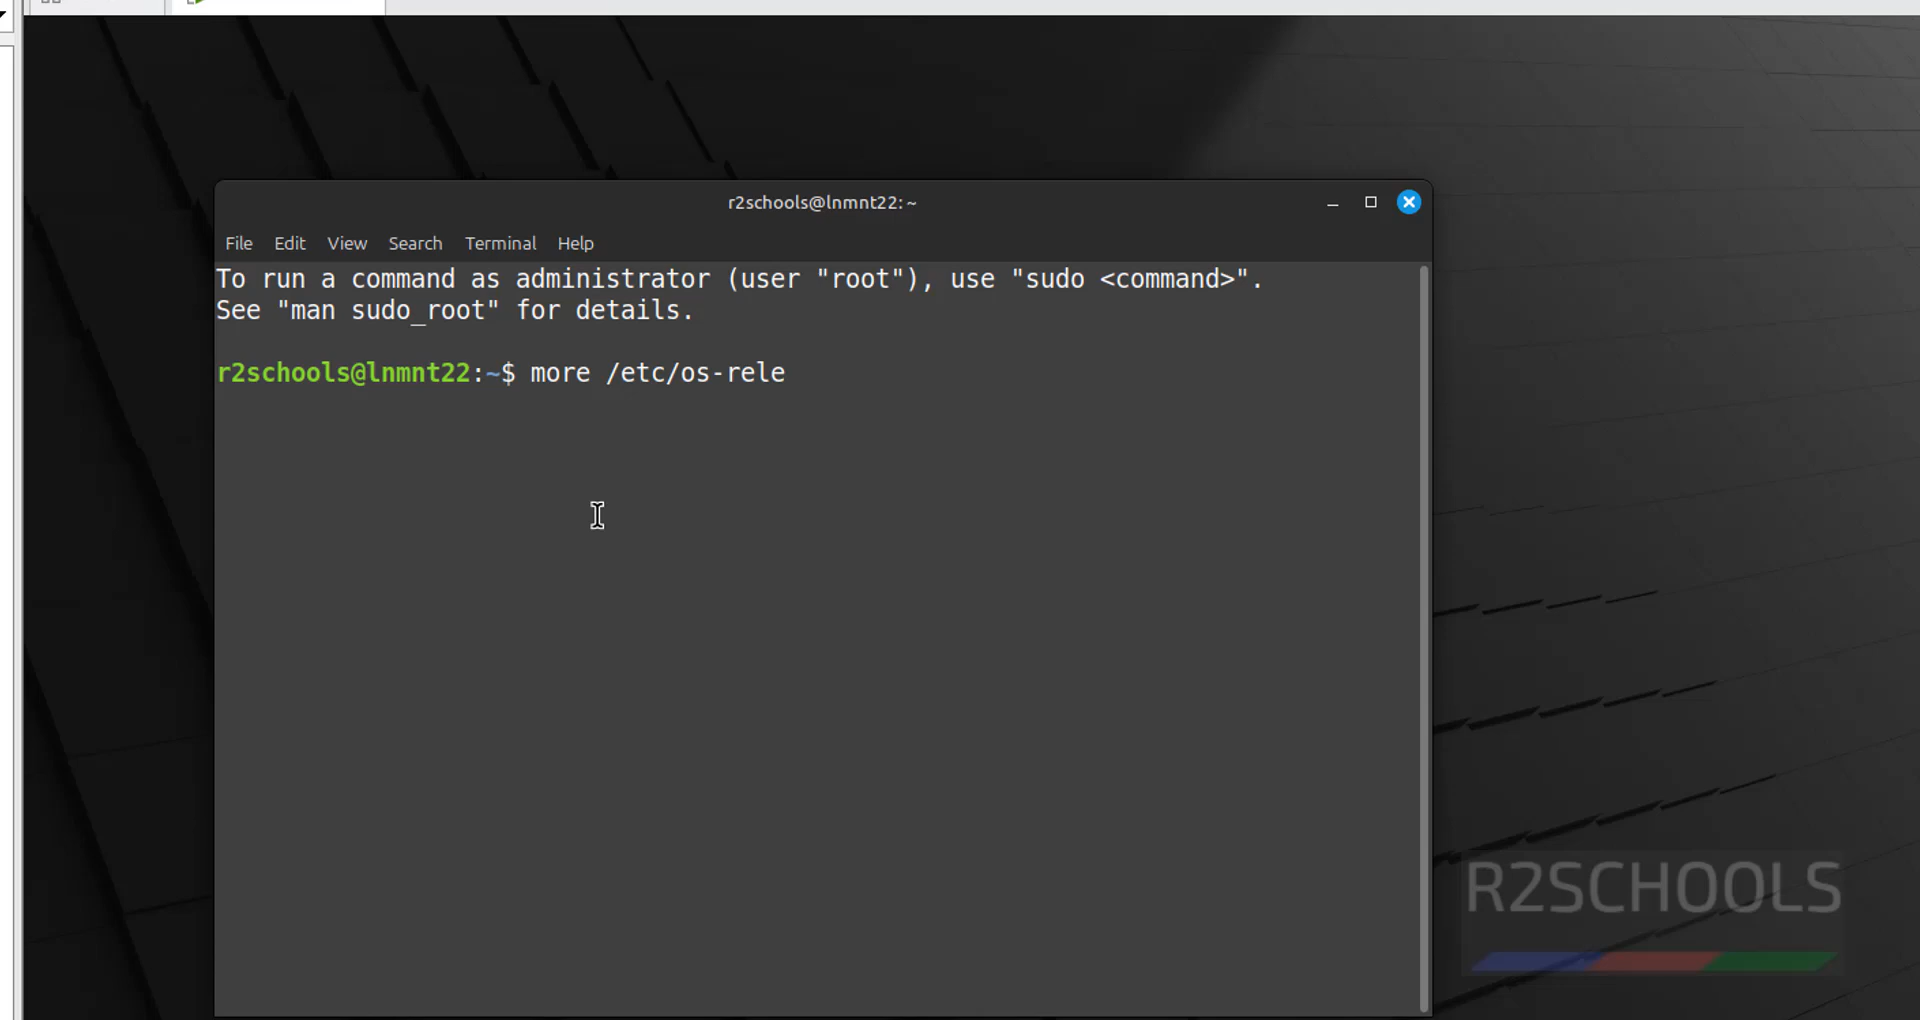 r2schools@lnmnt22: ~
File Edit View Search Terminal Help
To run a command as administrator (user "root"), use "sudo <command>".
See "man sudo_root" for details.
r2schools@lnmnt22:~$ more /etc/os-rele
R2SCHOOLS